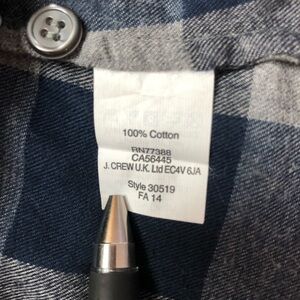 100% Cotton
RN77388
CA56445
J. CREW U.K. Ltd EC4V 6JA
Style 30519
FA 14